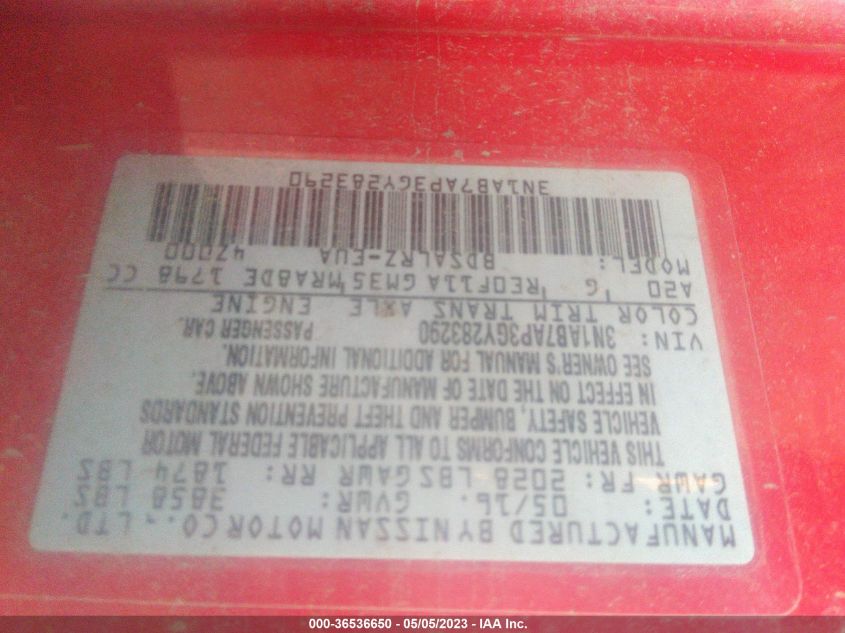 MANUFACTURED BY NISSAN MOTOR CO., LTD.
DATE: 05/16. GVWR: 3858 LBS
GAWR FR: 2028 LBS GAWR RR: 1874 LBS
THIS VEHICLE CONFORMS TO ALL APPLICABLE FEDERAL MOTOR
VEHICLE SAFETY, BUMPER AND THEFT PREVENTION STANDARDS
IN EFFECT ON THE DATE OF MANUFACTURE SHOWN ABOVE.
SEE OWNER'S MANUAL FOR ADDITIONAL INFORMATION.
VIN: 3N1AB7AP3GY283290 PASSENGER CAR.
COLOR TRIM TRANS AXLE ENGINE
A20 G RE0F11A GM35 MRA8DE 1798 CC
MODEL: BDSALRZ-EUA 47000
3N1AB7AP3GY283290
000-36536650 - 05/05/2023 - IAA Inc.